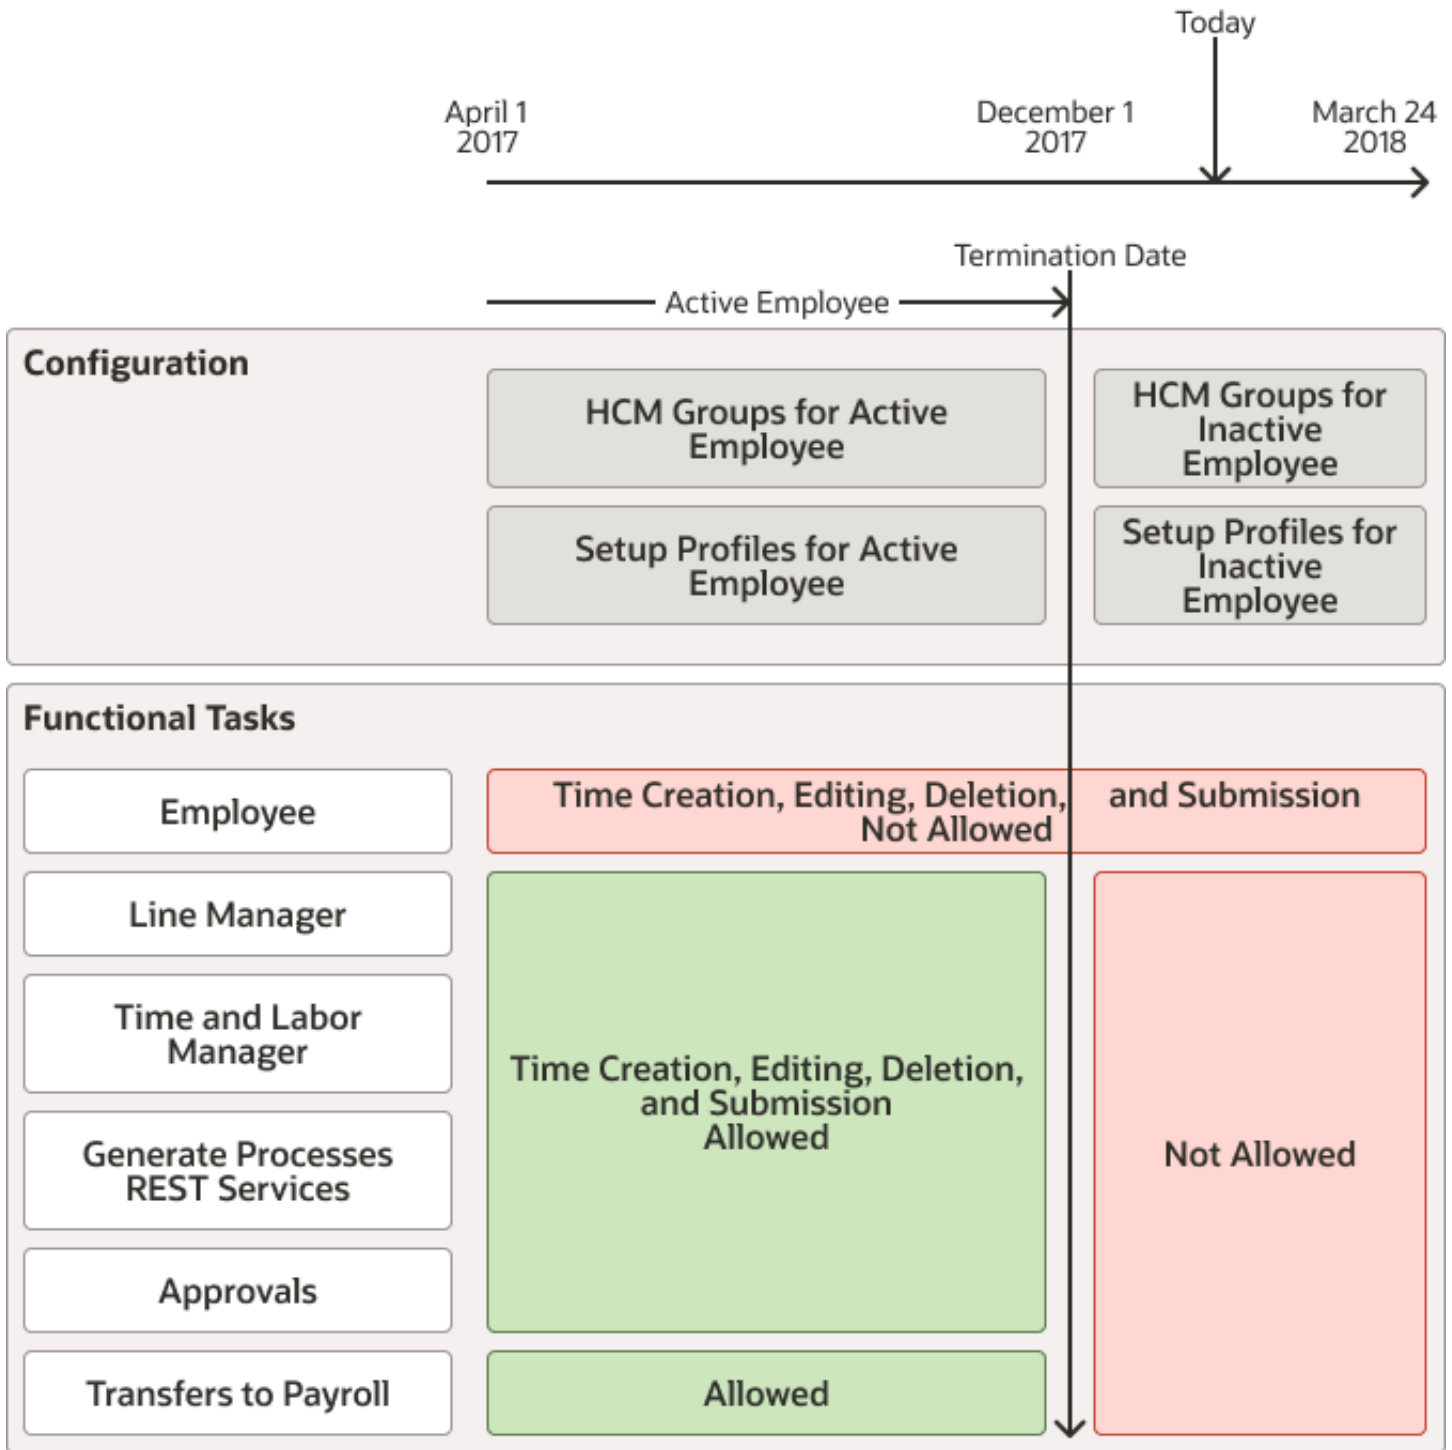 Today
April 1
2017
December 1
2017
March 24
2018
Termination Date
Active Employee
Configuration
HCM Groups for Active
Employee
HCM Groups for
Inactive
Employee
Setup Profiles for Active
Employee
Setup Profiles for
Inactive
Employee
Functional Tasks
Employee
Time Creation, Editing, Deletion, and Submission
Not Allowed
Line Manager
Time and Labor
Manager
Generate Processes
REST Services
Approvals
Time Creation, Editing, Deletion,
and Submission
Allowed
Not Allowed
Transfers to Payroll
Allowed